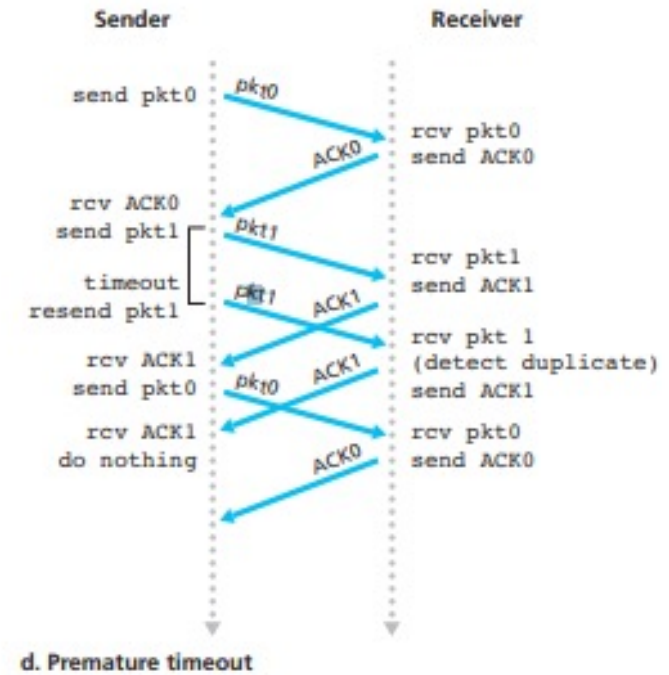 Sender
Receiver
send pkt0
pkt0
rcv pkt0
send ACK0
ACK0
rcv ACK0
send pkt1
pkt1
rcv pkt1
send ACK1
timeout
resend pkt1
pkt1
ACK1
rcv pkt 1
(detect duplicate)
send ACK1
rcv ACK1
send pkt0
pkt0
ACK1
rcv ACK1
do nothing
rcv pkt0
send ACK0
ACK0
d. Premature timeout